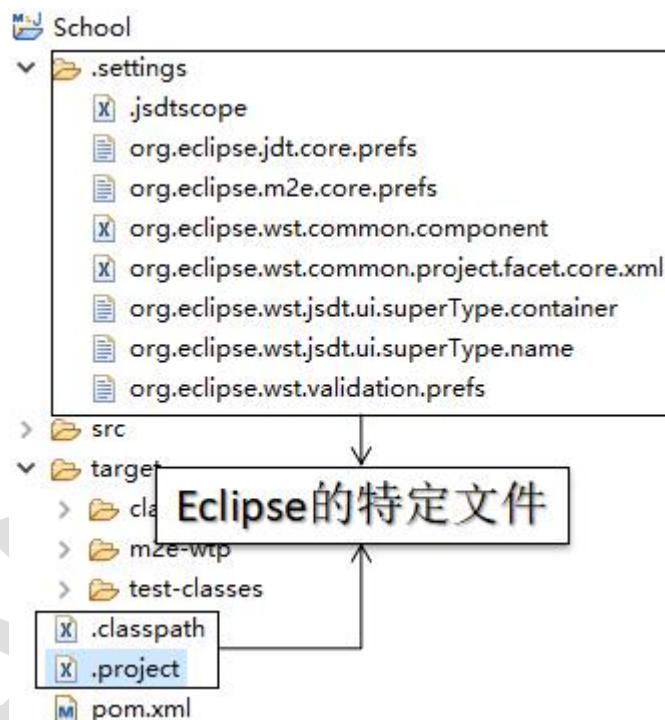 School
.settings
.jsdtscope
org.eclipse.jdt.core.prefs
org.eclipse.m2e.core.prefs
org.eclipse.wst.common.component
org.eclipse.wst.common.project.facet.core.xml
org.eclipse.wst.jsdt.ui.superType.container
org.eclipse.wst.jsdt.ui.superType.name
org.eclipse.wst.validation.prefs
src
target
Eclipse的特定文件
m2e-wtp
test-classes
.classpath
.project
pom.xml